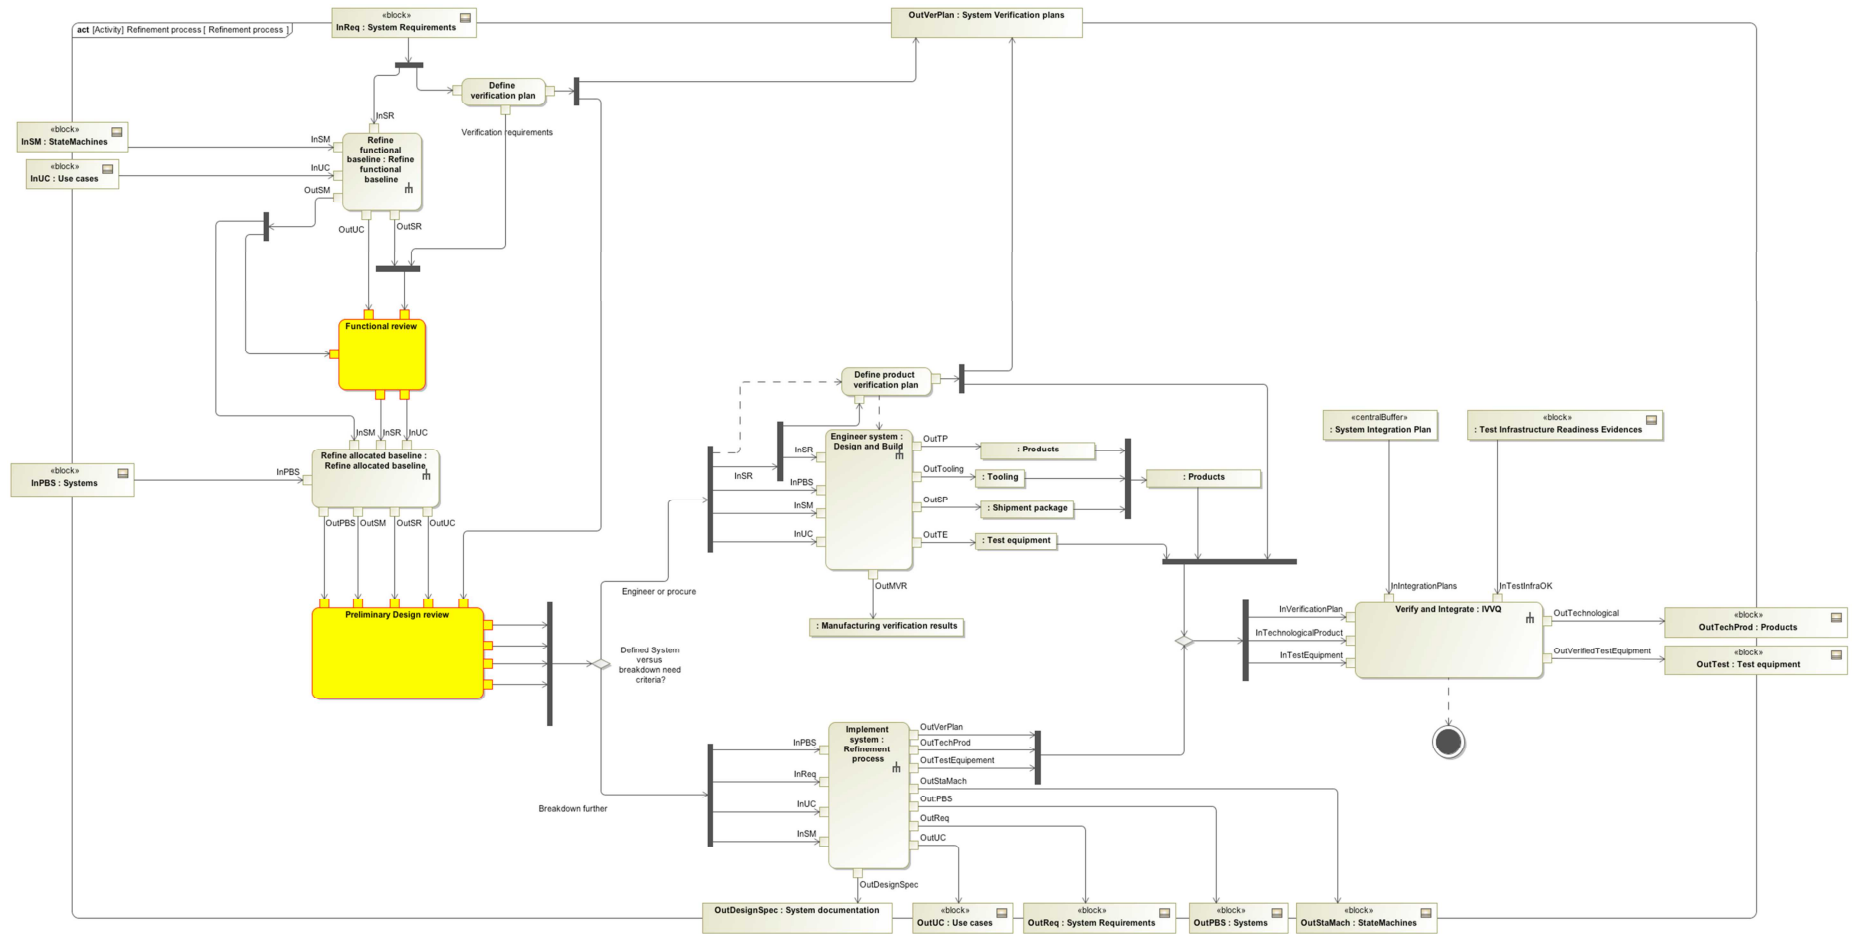 act [Activity] Refinement process [ Refinement process ]
«block»
InReq : System Requirements
OutVerPlan : System Verification plans
Define
verification plan
InSR
Verification requirements
«block»
InSM : StateMachines
InSM
«block»
InUC : Use cases
InUC
OutSM
Refine
functional
baseline : Refine
functional
baseline
OutUC
OutSR
Functional review
InSM
InSR
InUC
Refine allocated baseline :
Refine allocated baseline
«block»
InPBS : Systems
InPBS
OutPBS
OutSM
OutSR
OutUC
Preliminary Design review
Engineer or procure
Defined System
versus
breakdown need
criteria?
Breakdown further
Define product
verification plan
InSR
InSR
InPBS
InSM
InUC
Engineer system :
Design and Build
OutTP
: Products
OutTooling
: Tooling
OutSP
: Shipment package
OutTE
: Test equipment
: Products
OutMVR
: Manufacturing verification results
«centralBuffer»
: System Integration Plan
«block»
: Test Infrastructure Readiness Evidences
InIntegrationPlans
InTestInfraOK
InVerificationPlan
InTechnologicalProduct
InTestEquipment
Verify and Integrate : IVVQ
OutTechnological
«block»
OutTechProd : Products
OutVerifiedTestEquipment
«block»
OutTest : Test equipment
InPBS
InReq
InUC
InSM
Implement
system :
Refinement
process
OutVerPlan
OutTechProd
OutTestEquipement
OutStaMach
OutPBS
OutReq
OutUC
OutDesignSpec
OutDesignSpec : System documentation
«block»
OutUC : Use cases
«block»
OutReq : System Requirements
«block»
OutPBS : Systems
«block»
OutStaMach : StateMachines